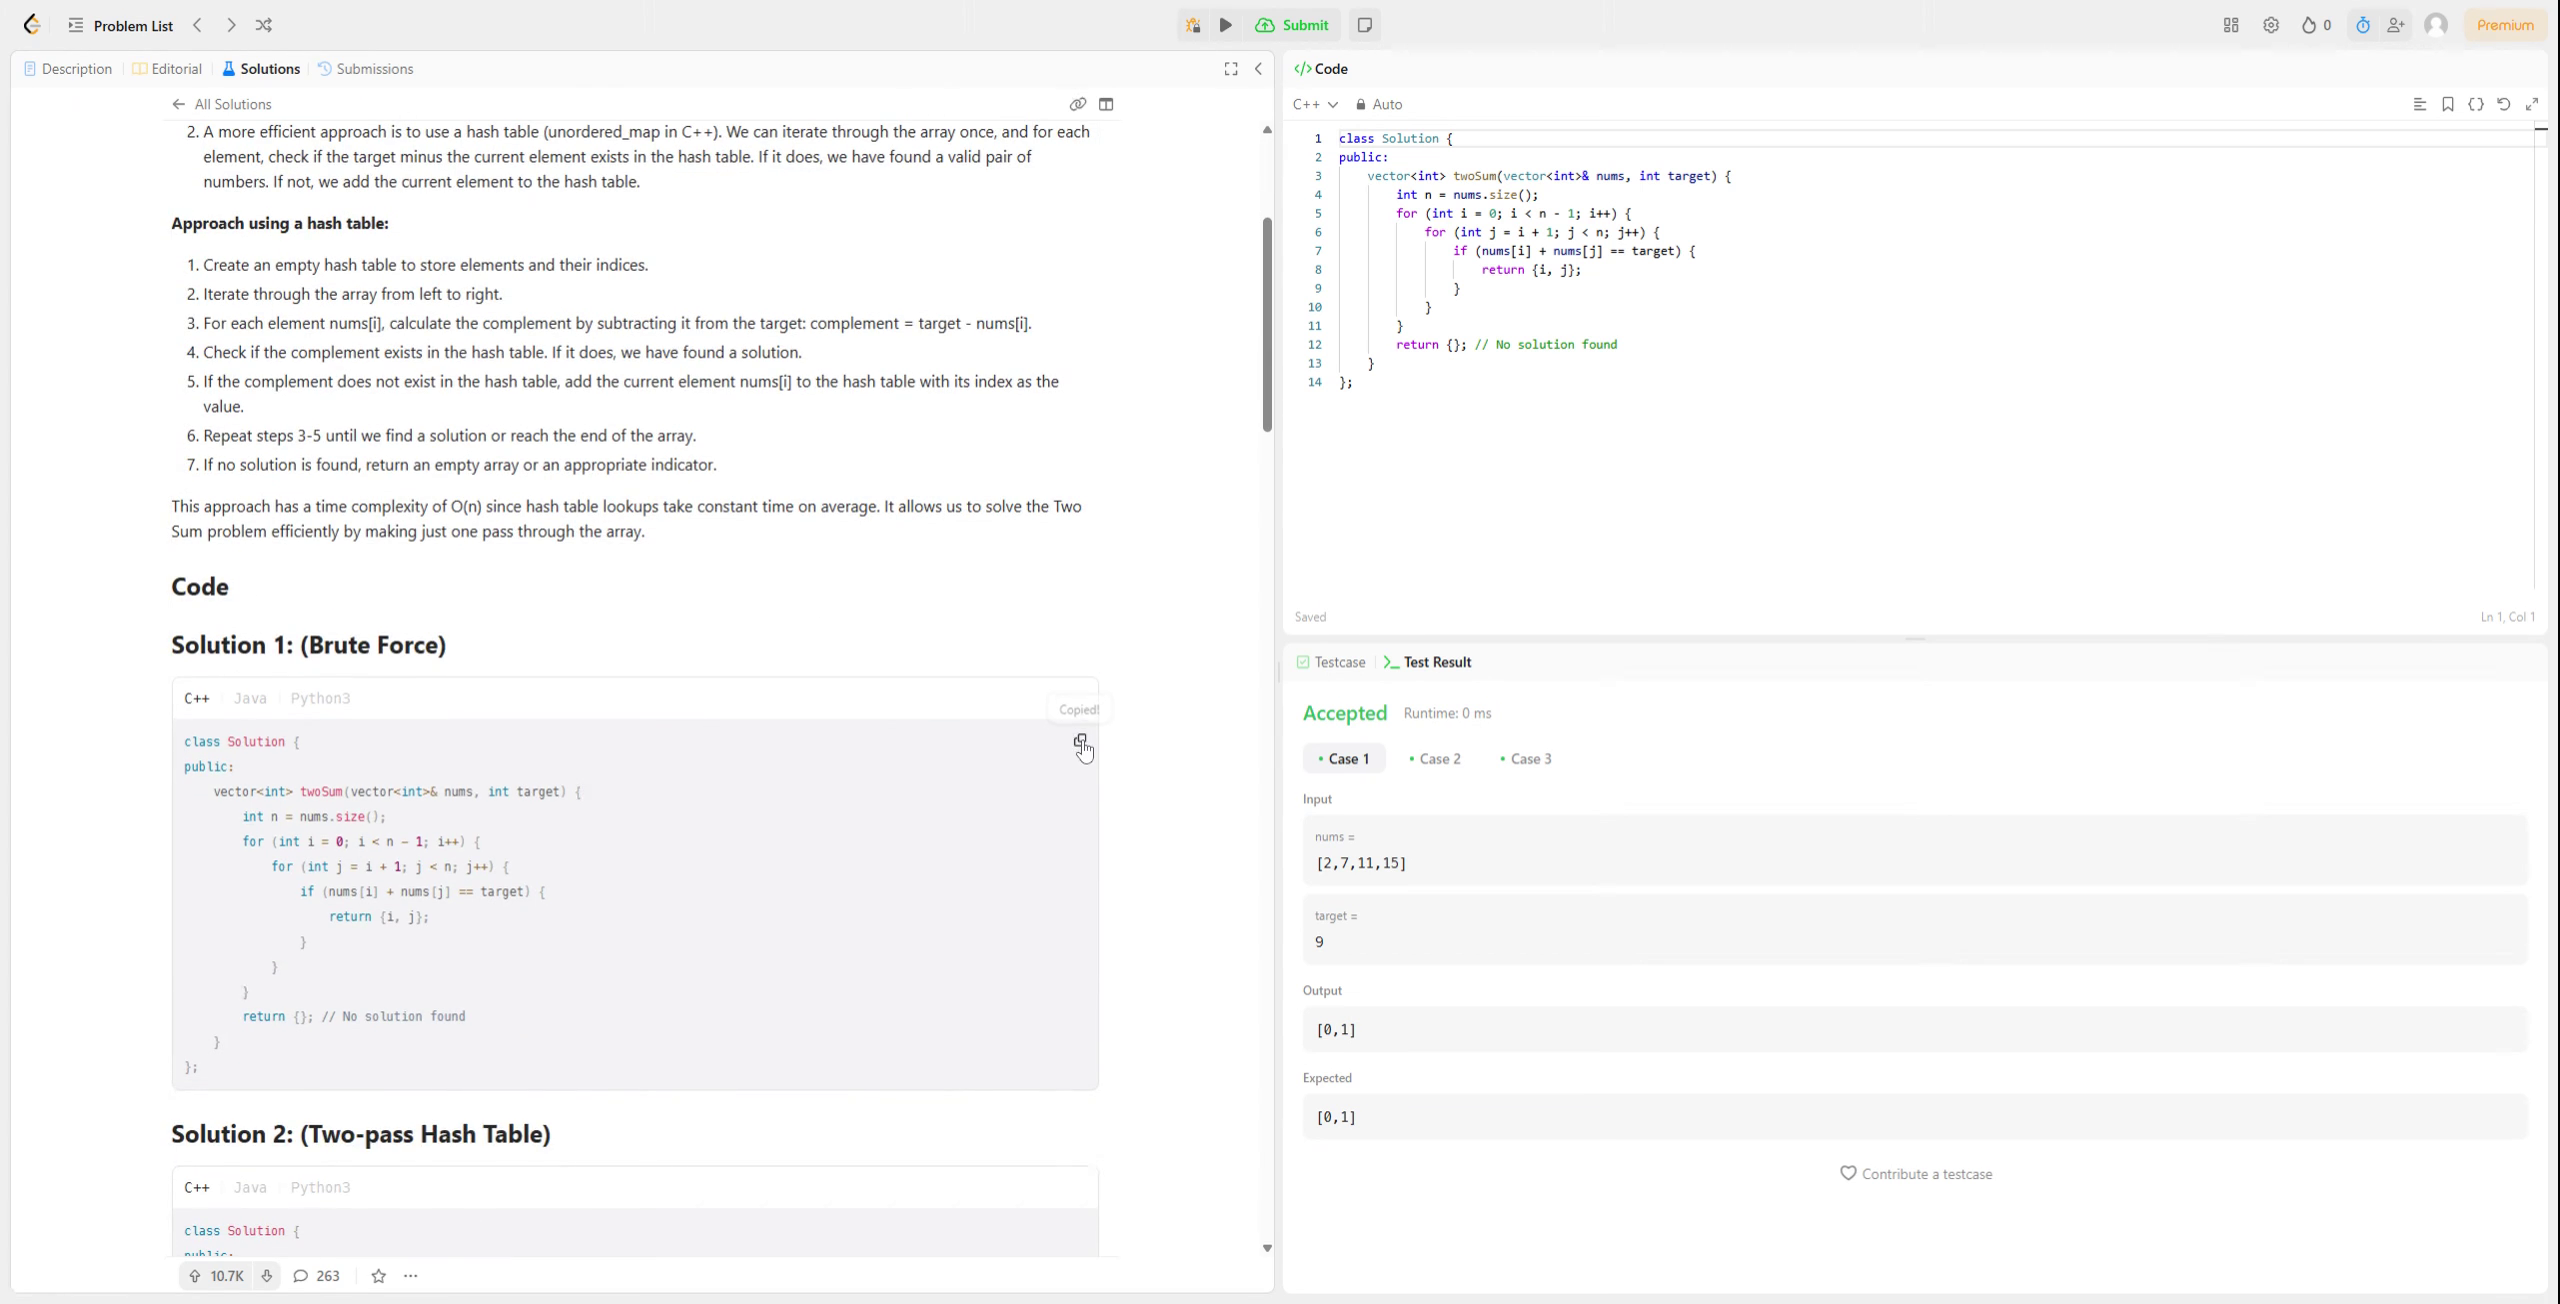 Problem List
Submit
0
Premium
Description
Editorial
Solutions
Submissions
All Solutions
2. A more efficient approach is to use a hash table (unordered_map in C++). We can iterate through the array once, and for each
element, check if the target minus the current element exists in the hash table. If it does, we have found a valid pair of
numbers. If not, we add the current element to the hash table.
Approach using a hash table:
1. Create an empty hash table to store elements and their indices.
2. Iterate through the array from left to right.
3. For each element nums[i], calculate the complement by subtracting it from the target: complement = target - nums[i].
4. Check if the complement exists in the hash table. If it does, we have found a solution.
5. If the complement does not exist in the hash table, add the current element nums[i] to the hash table with its index as the
value.
6. Repeat steps 3-5 until we find a solution or reach the end of the array.
7. If no solution is found, return an empty array or an appropriate indicator.
This approach has a time complexity of O(n) since hash table lookups take constant time on average. It allows us to solve the Two
Sum problem efficiently by making just one pass through the array.
Code
Solution 1: (Brute Force)
C++ Java Python3
Copied!
class Solution {
public:
    vector<int> twoSum(vector<int>& nums, int target) {
        int n = nums.size();
        for (int i = 0; i < n - 1; i++) {
            for (int j = i + 1; j < n; j++) {
                if (nums[i] + nums[j] == target) {
                    return {i, j};
                }
            }
        }
        return {}; // No solution found
    }
};
Solution 2: (Two-pass Hash Table)
C++ Java Python3
class Solution {
public:
10.7K
263
</> Code
C++
Auto
1 class Solution {
2 public:
3     vector<int> twoSum(vector<int>& nums, int target) {
4         int n = nums.size();
5         for (int i = 0; i < n - 1; i++) {
6             for (int j = i + 1; j < n; j++) {
7                 if (nums[i] + nums[j] == target) {
8                     return {i, j};
9                 }
10             }
11         }
12         return {}; // No solution found
13     }
14 };
Saved
Ln 1, Col 1
Testcase
Test Result
Accepted Runtime: 0 ms
• Case 1 • Case 2 • Case 3
Input
nums =
[2,7,11,15]
target =
9
Output
[0,1]
Expected
[0,1]
Contribute a testcase